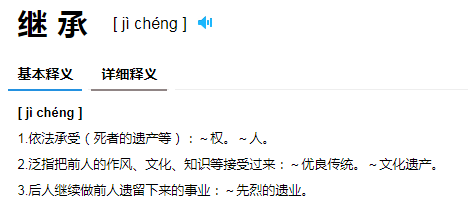 继承 [ jì chéng ]
基本释义 详细释义
[ jì chéng ]
1.依法承受（死者的遗产等）：～权。～人。
2.泛指把前人的作风、文化、知识等接受过来：～优良传统。～文化遗产。
3.后人继续做前人遗留下来的事业：～先烈的遗业。